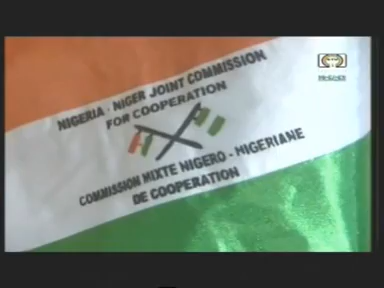 NIGERIA - NIGER JOINT COMMISSION
FOR COOPERATION
COMMISSION MIXTE NIGERO - NIGERIANE
DE COOPERATION